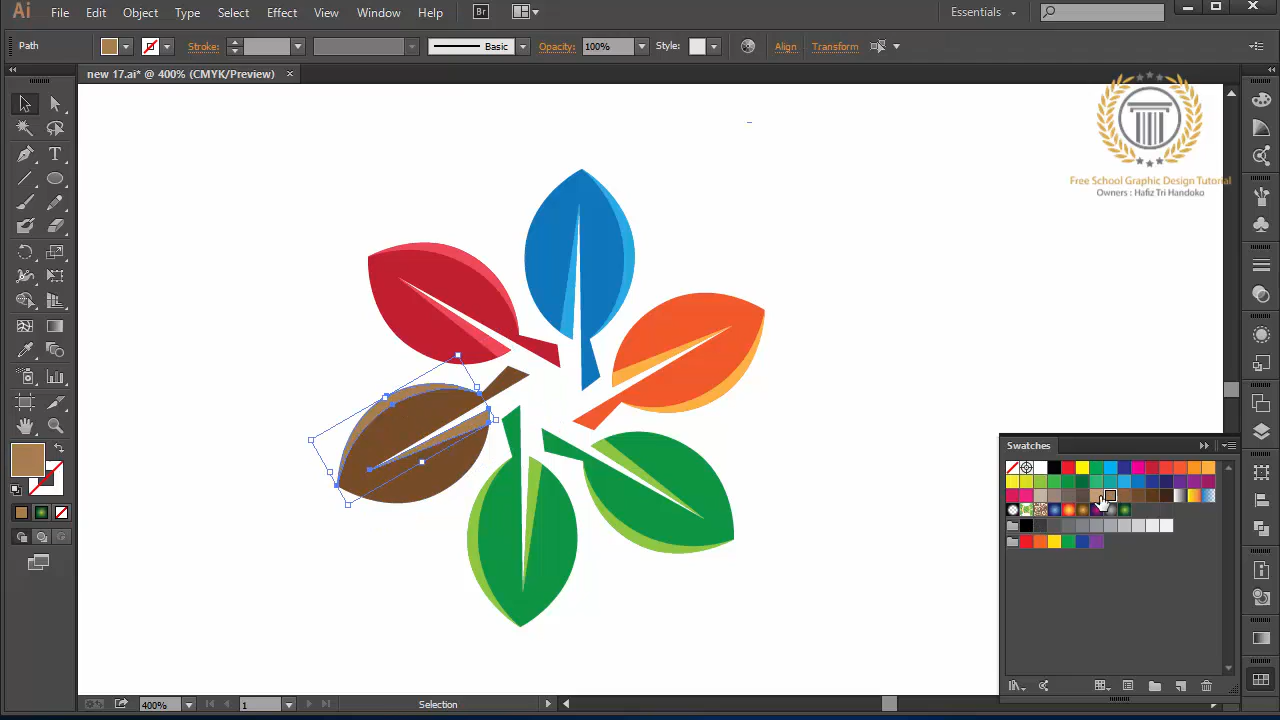 Ai File Edit Object Type Select Effect View Window Help Br Essentials
Path Stroke: Basic Opacity: 100% Style: Align Transform
new 17.ai* @ 400% (CMYK/Preview) ×
T
Free School Graphic Design Tutorial
Owners : Hafiz Tri Handoko
Swatches
400% 1 Selection